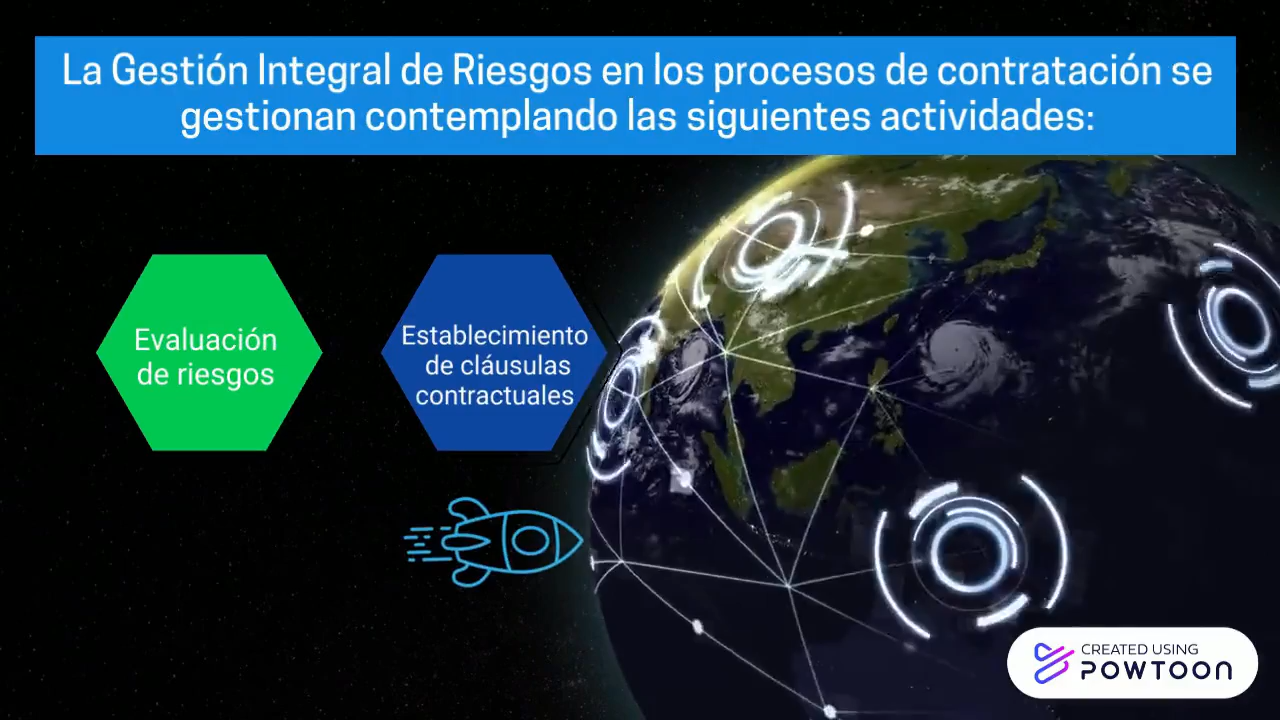 La Gestión Integral de Riesgos en los procesos de contratación se
gestionan contemplando las siguientes actividades:
Evaluación
de riesgos
Establecimiento
de cláusulas
contractuales
CREATED USING
POWTOON